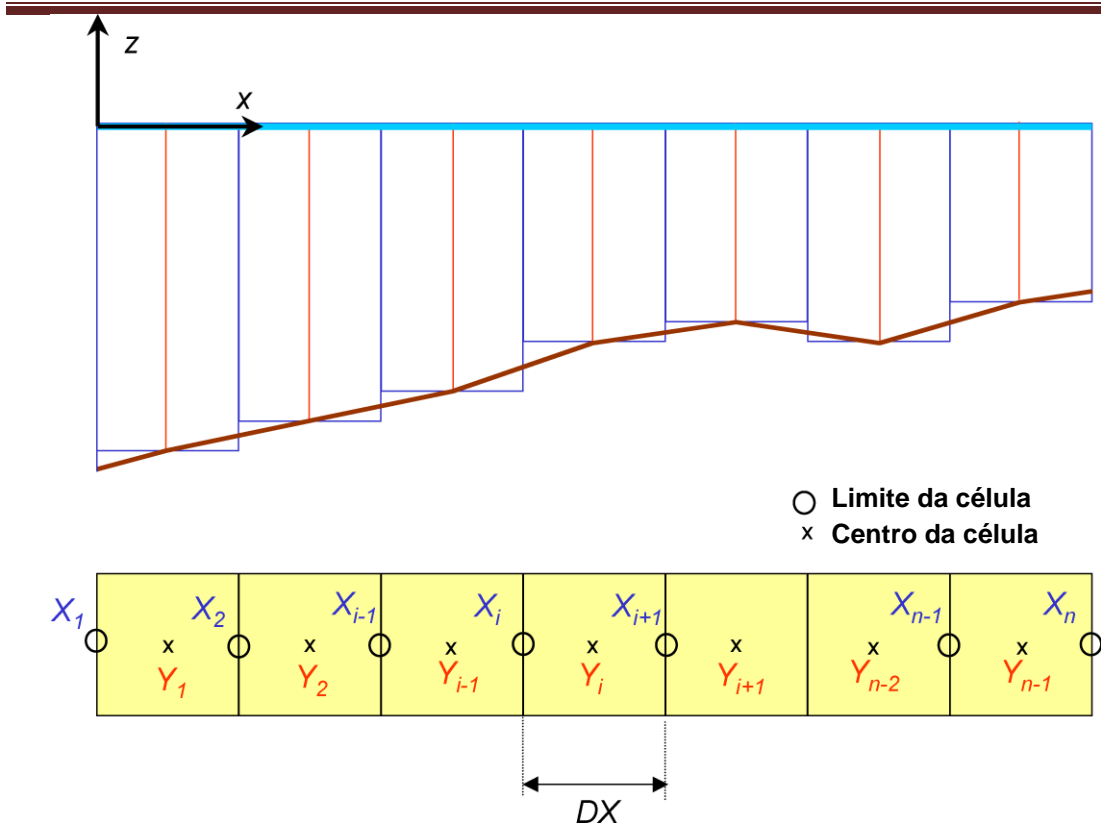 z
x
Limite da célula
x Centro da célula
X1 X2 Xi-1 Xi Xi+1 Xn-1 Xn
x x x x x x x
Y1 Y2 Yi-1 Yi Yi+1 Yn-2 Yn-1
DX